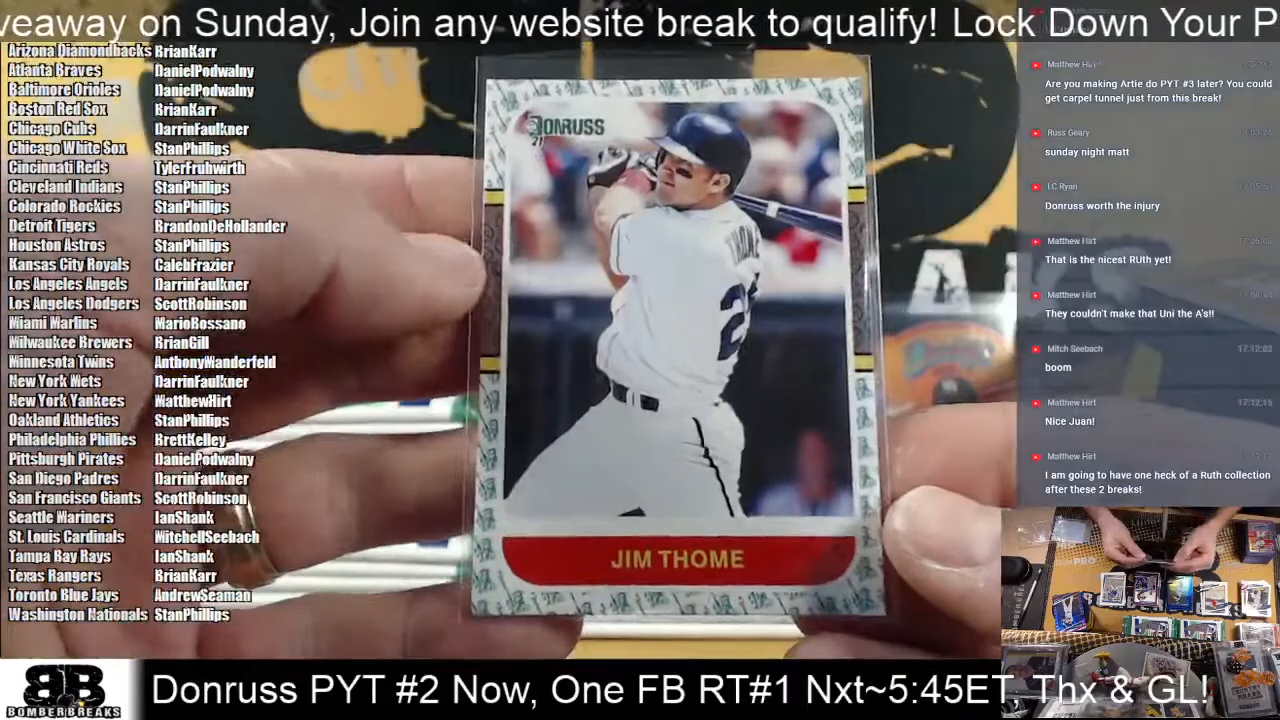 veaway on Sunday, Join any website break to qualify! Lock Down Your P
Arizona Diamondbacks BrianKarr
Atlanta Braves DanielPodwalny
Baltimore Orioles DanielPodwalny
Boston Red Sox BrianKarr
Chicago Cubs DarrinFaulkner
Chicago White Sox StanPhillips
Cincinnati Reds TylerFruhwirth
Cleveland Indians StanPhillips
Colorado Rockies StanPhillips
Detroit Tigers BrandonDeHollander
Houston Astros StanPhillips
Kansas City Royals CalebFrazier
Los Angeles Angels DarrinFaulkner
Los Angeles Dodgers ScottRobinson
Miami Marlins MarioBossano
Milwaukee Brewers BrianGill
Minnesota Twins AnthonyWanderfeld
New York Mets DarrinFaulkner
New York Yankees MatthewHirt
Oakland Athletics StanPhillips
Philadelphia Phillies BrettKelley
Pittsburgh Pirates DanielPodwalny
San Diego Padres DarrinFaulkner
San Francisco Giants ScottRobinson
Seattle Mariners IanShank
St. Louis Cardinals MitchellSeebach
Tampa Bay Rays IanShank
Texas Rangers BrianKarr
Toronto Blue Jays AndrewSeaman
Washington Nationals StanPhillips
DONRUSS
21
THOME
JIM THOME
Matthew Hirt
Are you making Artie do PYT #3 later? You could
get carpel tunnel just from this break!
Russ Geary
sunday night matt
LC Ryan
Donruss worth the injury
Matthew Hirt
That is the nicest RUth yet!
Matthew Hirt
They couldn't make that Uni the A's!!
Mitch Seebach 17:12:03
boom
Matthew Hirt 17:12:15
Nice Juan!
Matthew Hirt
I am going to have one heck of a Ruth collection
after these 2 breaks!
BB
BOMBERBREAKS
Donruss PYT #2 Now, One FB RT#1 Nxt~5:45ET. Thx & GL!